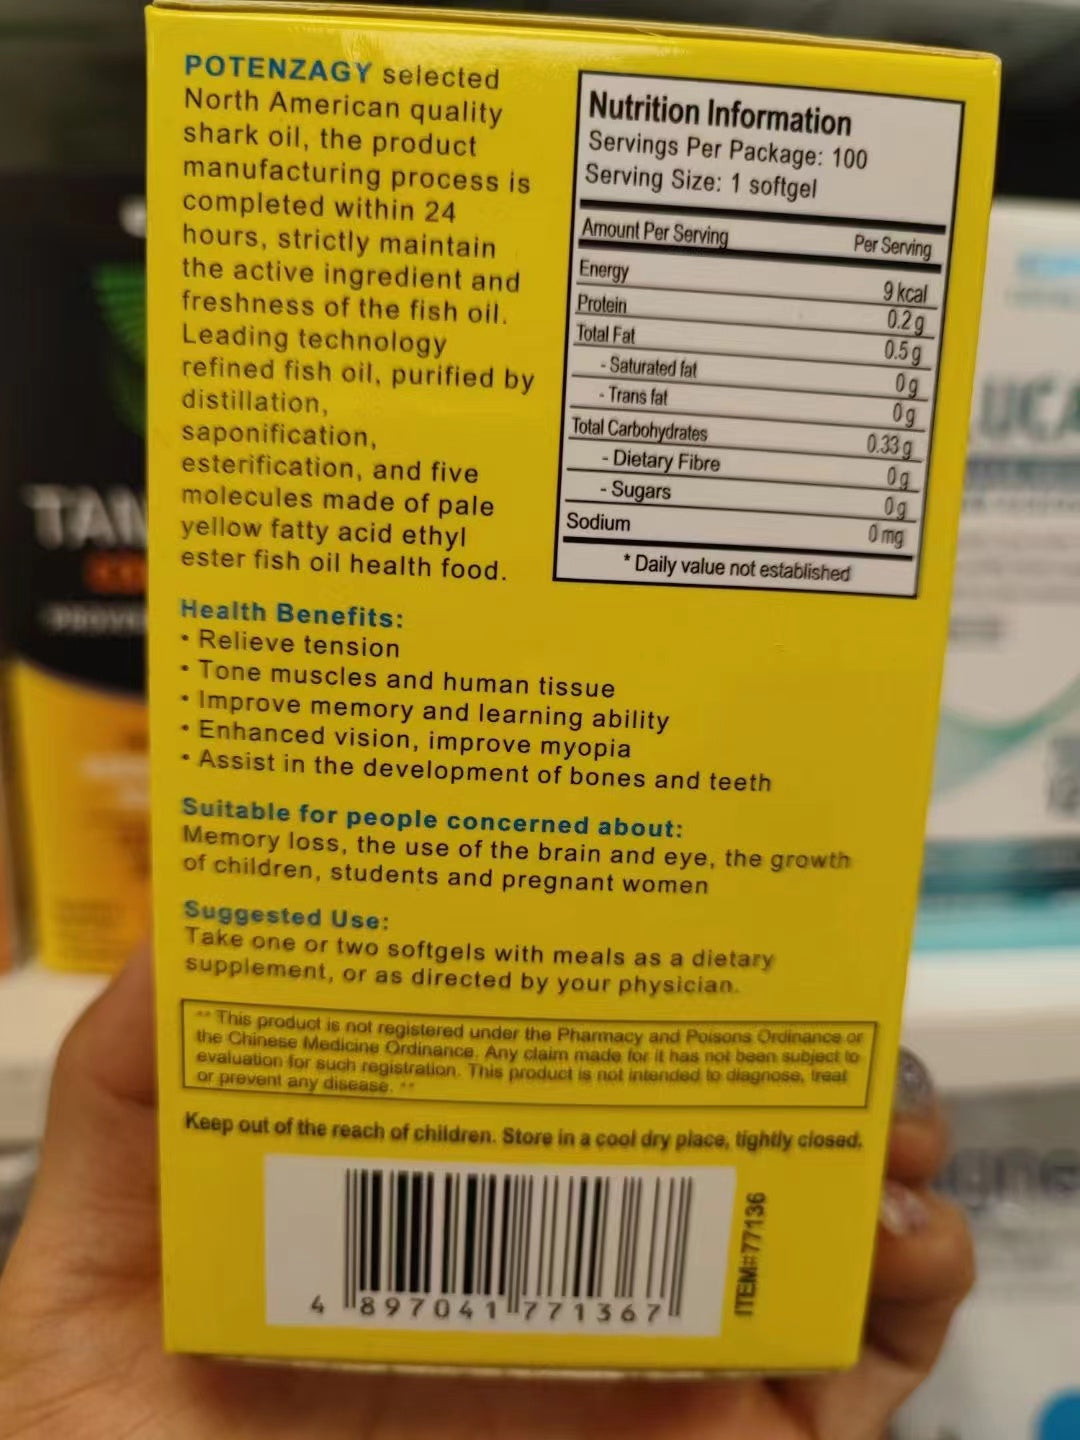 POTENZAGY selected
North American quality
shark oil, the product
manufacturing process is
completed within 24
hours, strictly maintain
the active ingredient and
freshness of the fish oil.
Leading technology
refined fish oil, purified by
distillation,
saponification,
esterification, and five
molecules made of pale
yellow fatty acid ethyl
ester fish oil health food.
Nutrition Information
Servings Per Package: 100
Serving Size: 1 softgel
Amount Per Serving Per Serving
Energy 9 kcal
Protein 0.2 g
Total Fat 0.5 g
- Saturated fat 0 g
- Trans fat 0 g
Total Carbohydrates 0.33 g
- Dietary Fibre 0 g
- Sugars 0 g
Sodium 0 mg
* Daily value not established
Health Benefits:
• Relieve tension
• Tone muscles and human tissue
• Improve memory and learning ability
• Enhanced vision, improve myopia
• Assist in the development of bones and teeth
Suitable for people concerned about:
Memory loss, the use of the brain and eye, the growth
of children, students and pregnant women
Suggested Use:
Take one or two softgels with meals as a dietary
supplement, or as directed by your physician.
** This product is not registered under the Pharmacy and Poisons Ordinance or
the Chinese Medicine Ordinance. Any claim made for it has not been subject to
evaluation for such registration. This product is not intended to diagnose, treat
or prevent any disease. **
Keep out of the reach of children. Store in a cool dry place, tightly closed.
4 897041 771367
ITEM#77136
TAN
UCA